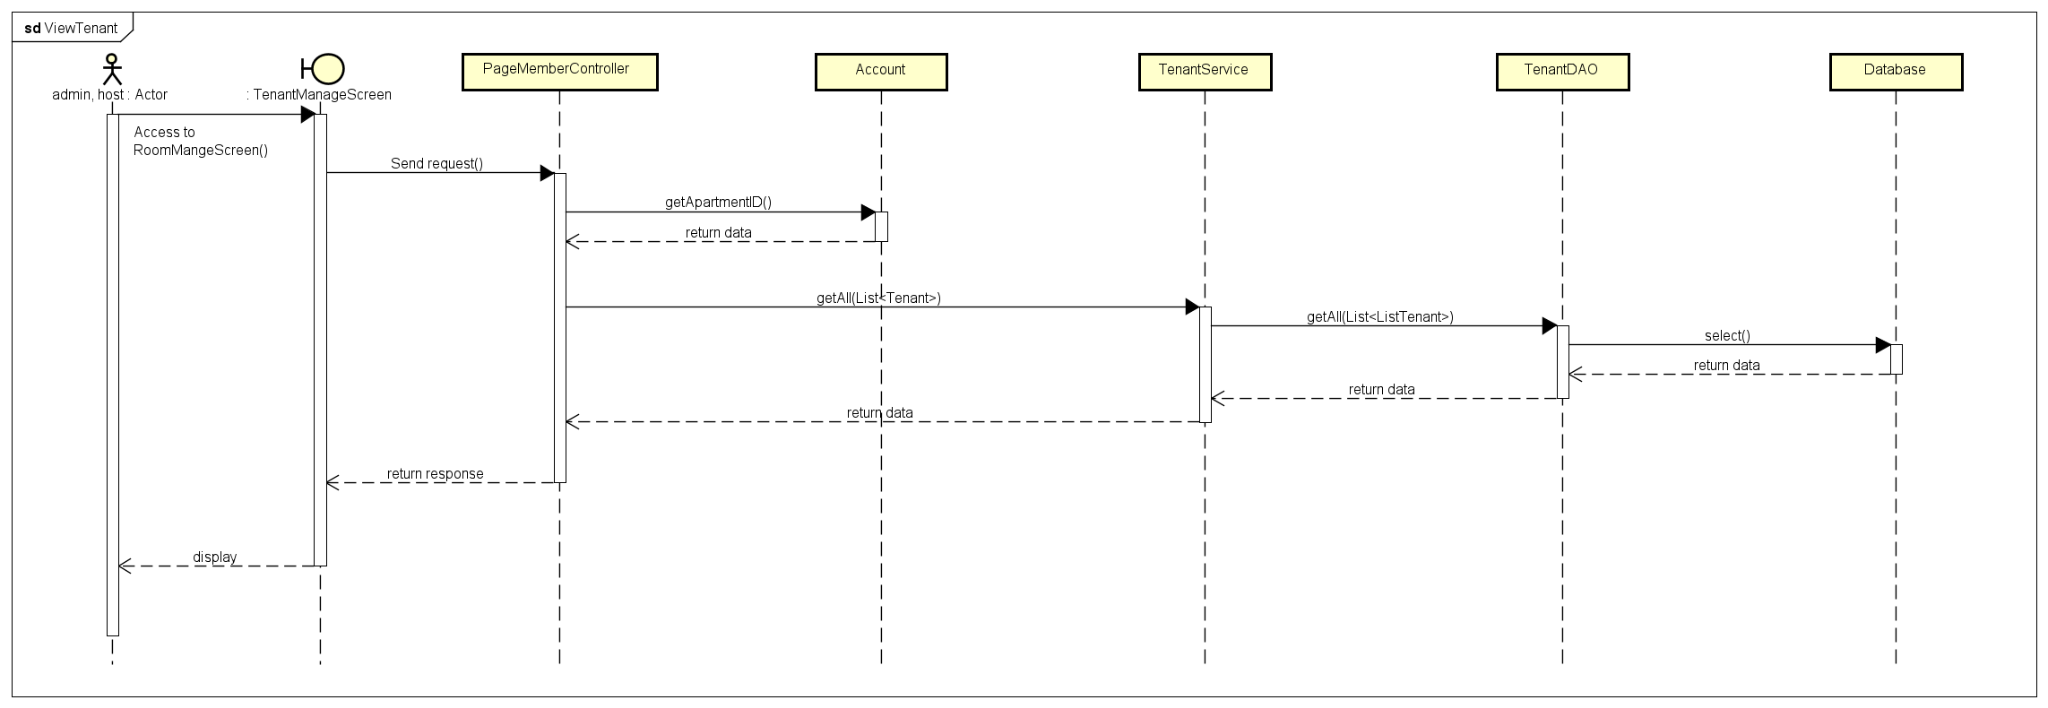 sd ViewTenant
PageMemberController
Account
TenantService
TenantDAO
Database
admin, host : Actor
: TenantManageScreen
Access to
RoomMangeScreen()
Send request()
getApartmentID()
return data
getAll(List<Tenant>)
getAll(List<ListTenant>)
select()
return data
return data
return data
return response
display